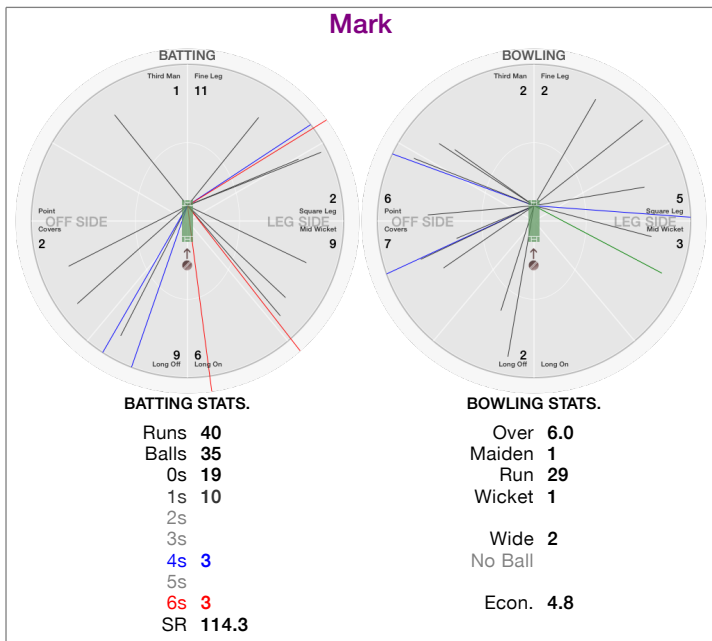 Mark
BATTING
Third Man Fine Leg
1 11
2
Point Square Leg
OFF SIDE LEG SIDE
Covers Mid Wicket
2 9
9 6
Long Off Long On
BATTING STATS.
Runs 40
Balls 35
0s 19
1s 10
2s
3s
4s 3
5s
6s 3
SR 114.3
BOWLING
Third Man Fine Leg
2 2
6 5
Point Square Leg
OFF SIDE LEG SIDE
Covers Mid Wicket
7 3
2
Long Off Long On
BOWLING STATS.
Over 6.0
Maiden 1
Run 29
Wicket 1
Wide 2
No Ball
Econ. 4.8